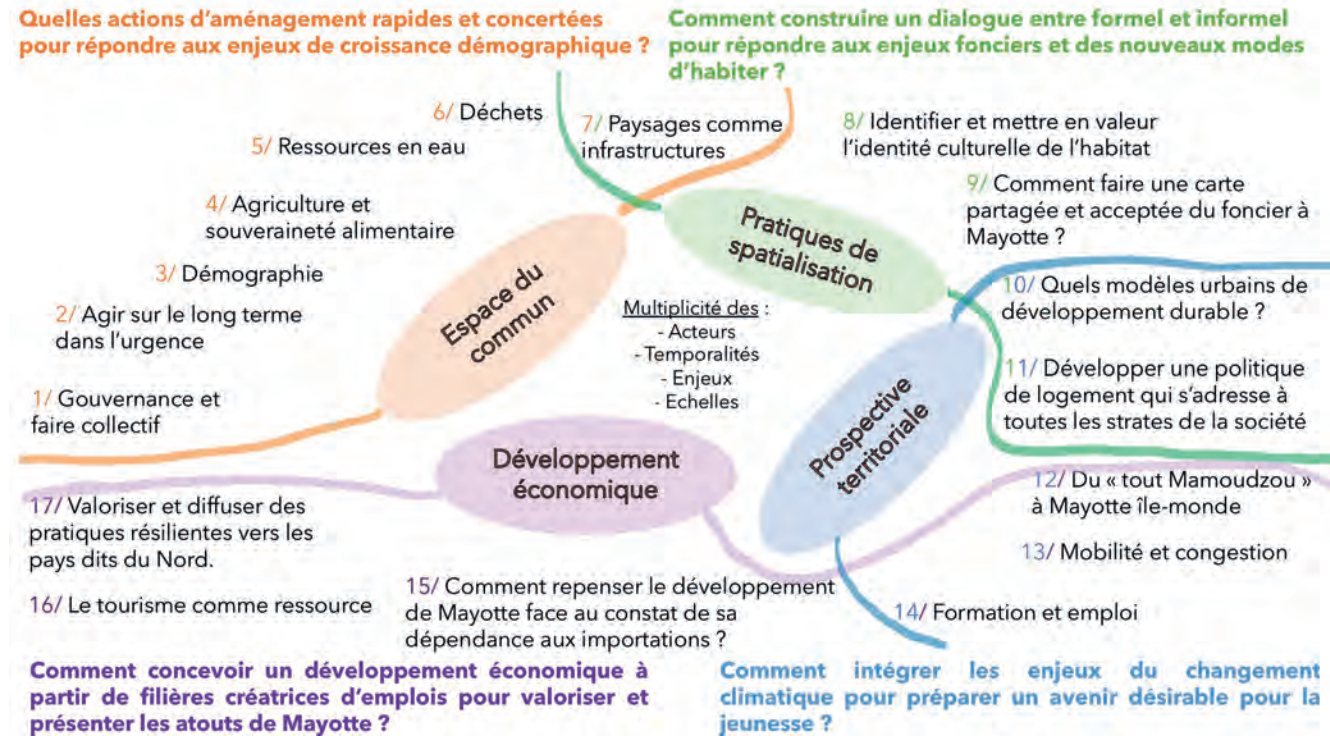 Quelles actions d'aménagement rapides et concertées
pour répondre aux enjeux de croissance démographique ?
Comment construire un dialogue entre formel et informel
pour répondre aux enjeux fonciers et des nouveaux modes
d'habiter ?
6/ Déchets
5/ Ressources en eau
4/ Agriculture et
souveraineté alimentaire
3/ Démographie
2/ Agir sur le long terme
dans l'urgence
1/ Gouvernance et
faire collectif
7/ Paysages comme
infrastructures
8/ Identifier et mettre en valeur
l'identité culturelle de l'habitat
9/ Comment faire une carte
partagée et acceptée du foncier à
Mayotte ?
10/ Quels modèles urbains de
développement durable ?
11/ Développer une politique
de logement qui s'adresse à
toutes les strates de la société
Espace du
commun
Pratiques de
spatialisation
Multiplicité des :
- Acteurs
- Temporalités
- Enjeux
- Echelles
Développement
économique
Prospective
territoriale
12/ Du « tout Mamoudzou »
à Mayotte île-monde
13/ Mobilité et congestion
14/ Formation et emploi
15/ Comment repenser le développement
de Mayotte face au constat de sa
dépendance aux importations ?
17/ Valoriser et diffuser des
pratiques résilientes vers les
pays dits du Nord.
16/ Le tourisme comme ressource
Comment concevoir un développement économique à
partir de filières créatrices d'emplois pour valoriser et
présenter les atouts de Mayotte ?
Comment intégrer les enjeux du changement
climatique pour préparer un avenir désirable pour la
jeunesse ?